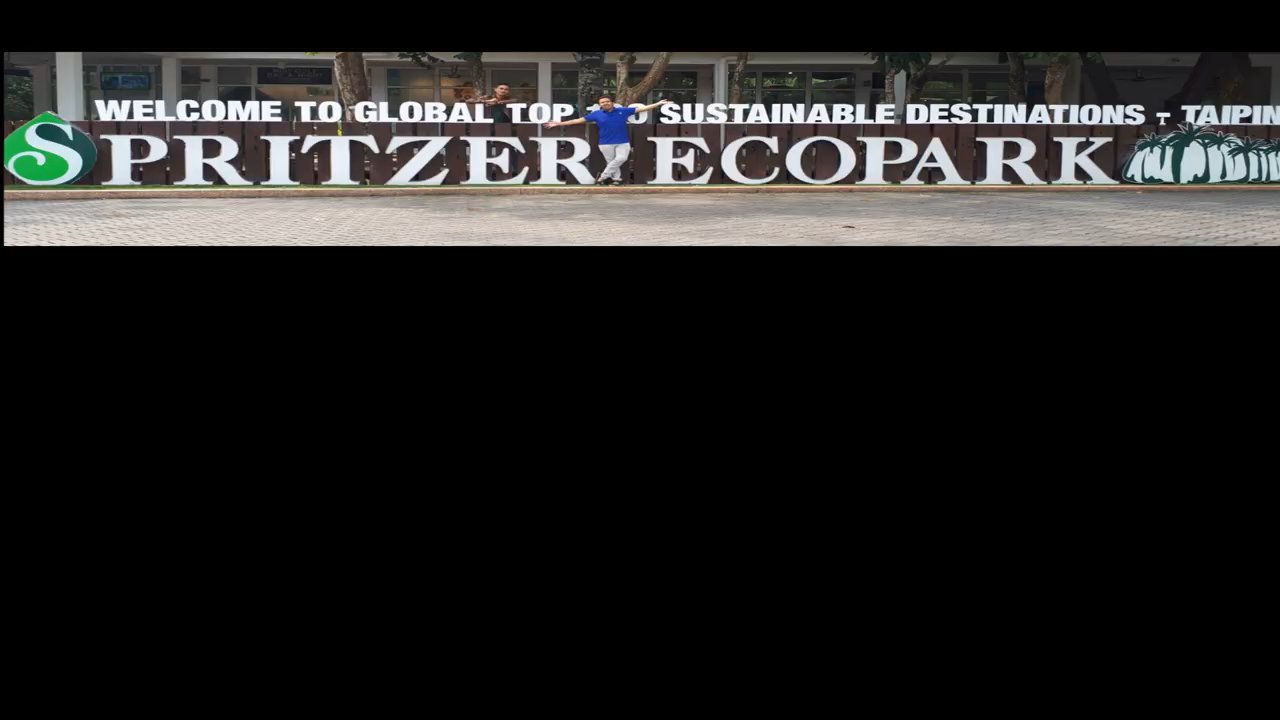 WELCOME TO GLOBAL TOP SUSTAINABLE DESTINATIONS - TAIPIN
SPRITZER ECOPARK